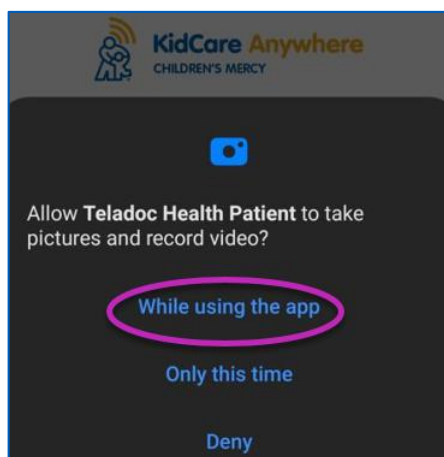 KidCare Anywhere
CHILDREN'S MERCY
Allow Teladoc Health Patient to take
pictures and record video?
While using the app
Only this time
Deny